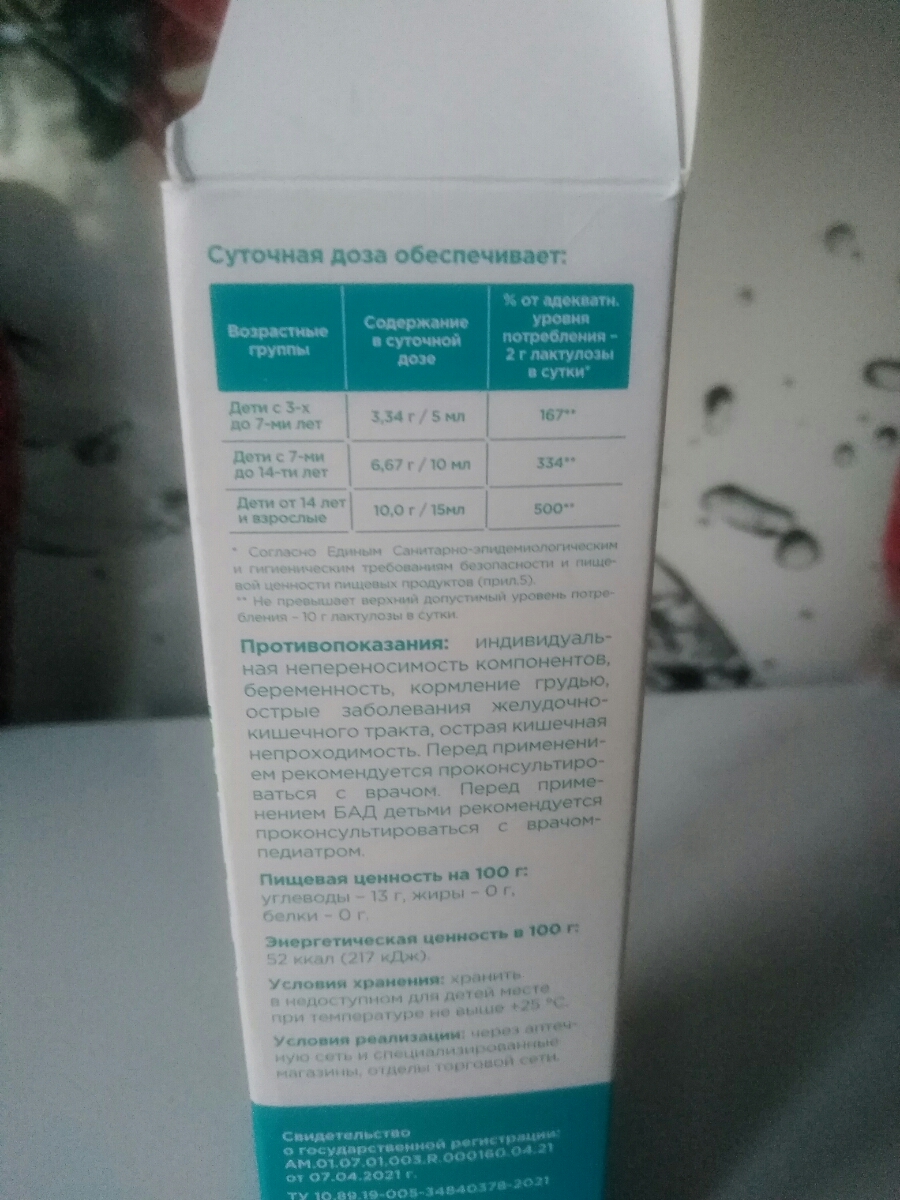 Суточная доза обеспечивает:
Возрастные группы
Содержание в суточной дозе
% от адекватн. уровня потребления – 2 г лактулозы в сутки*
Дети с 3-х до 7-ми лет
3,34 г / 5 мл
167**
Дети с 7-ми до 14-ти лет
6,67 г / 10 мл
334**
Дети от 14 лет и взрослые
10,0 г / 15мл
500**
* Согласно Единым Санитарно-эпидемиологическим
и гигиеническим требованиям безопасности и пище-
вой ценности пищевых продуктов (прил.5).
** Не превышает верхний допустимый уровень потре-
бления – 10 г лактулозы в сутки.
Противопоказания: индивидуаль-
ная непереносимость компонентов,
беременность, кормление грудью,
острые заболевания желудочно-
кишечного тракта, острая кишечная
непроходимость. Перед применени-
ем рекомендуется проконсультиро-
ваться с врачом. Перед приме-
нением БАД детьми рекомендуется
проконсультироваться с врачом-
педиатром.
Пищевая ценность на 100 г:
углеводы – 13 г, жиры – 0 г,
белки – 0 г.
Энергетическая ценность в 100 г:
52 ккал (217 кДж).
Условия хранения: хранить
в недоступном для детей месте
при температуре не выше +25 °С.
Условия реализации: через аптеч-
ную сеть и специализированные
магазины, отделы торговой сети.
Свидетельство
о государственной регистрации:
AM.01.07.01.003.R.000160.04.21
от 07.04.2021 г.
ТУ 10.89.19-005-34840378-2021